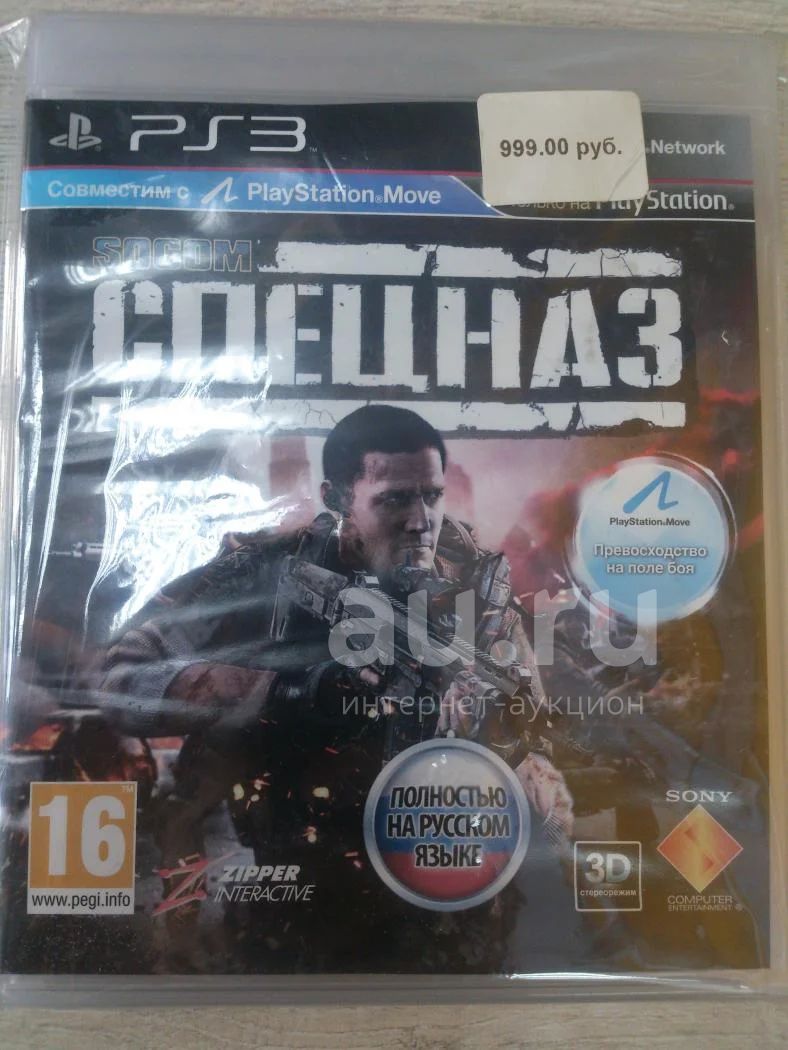 PS3
999.00 руб.
Network
Совместим с PlayStation®Move
только на PlayStation®
SOCOM
СПЕЦНАЗ
PlayStation®Move
Превосходство
на поле боя
au.ru
интернет-аукцион
ПОЛНОСТЬЮ
НА РУССКОМ
ЯЗЫКЕ
16
www.pegi.info
ZIPPER
INTERACTIVE
3D
стереорежим
SONY
COMPUTER
ENTERTAINMENT®